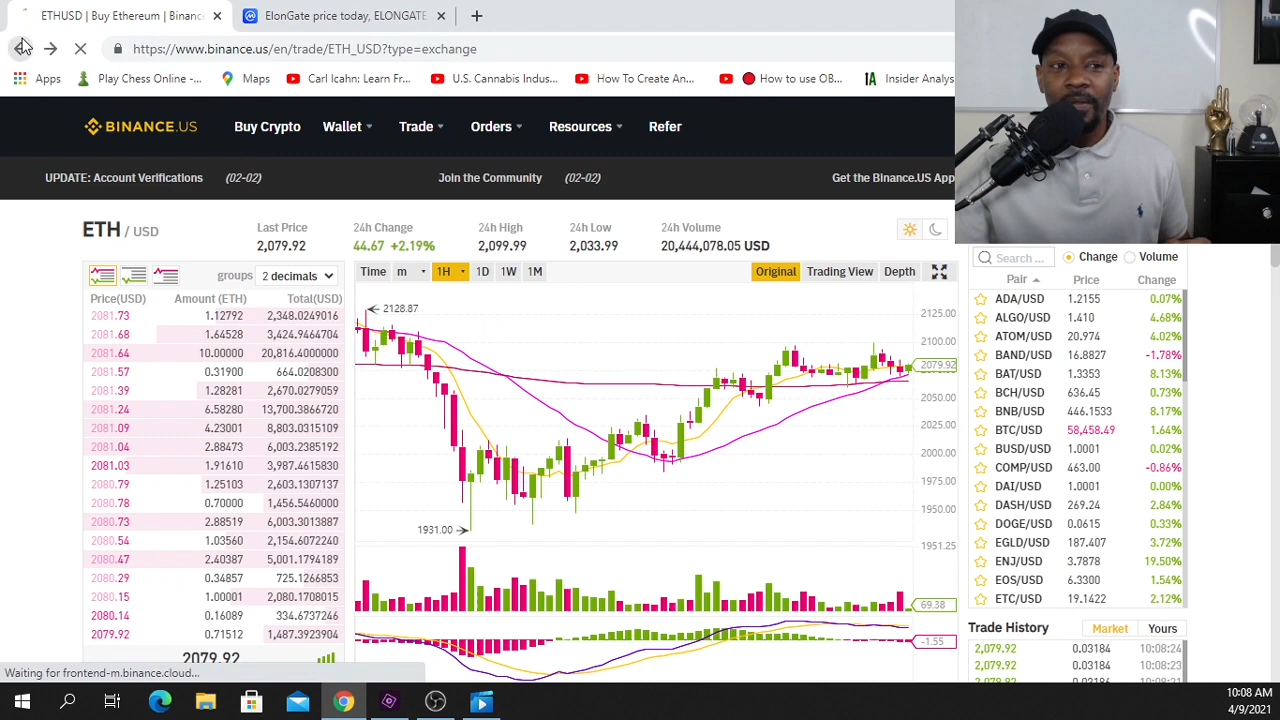 ETHUSD | Buy Ethereum | Binanc
ElonGate price today, ELONGATE
https://www.binance.us/en/trade/ETH_USD?type=exchange
Apps
Play Chess Online -...
Maps
Carl Icahn: Learn Fr...
U.S. Cannabis Indus...
How To Create An...
How to use OB...
IA Insider Analys
BINANCE.US
Buy Crypto
Wallet
Trade
Orders
Resources
Refer
UPDATE: Account Verifications (02-02)
Join the Community (02-02)
Get the Binance.US App
ETH / USD
Last Price
2,079.92
24h Change
44.67 +2.19%
24h High
2,099.99
24h Low
2,033.99
24h Volume
20,444,078.05 USD
groups 2 decimals
Price(USD) Amount (ETH) Total(USD)
2081.73 1.12792 2,348.0249016
2081.68 1.64528 3,424.9464704
2081.64 10.00000 20,816.4000000
2081.57 0.31900 664.0208300
2081.39 1.28281 2,670.0279059
2081.24 6.58280 13,700.3866720
2081.09 4.23001 8,803.0315109
2081.04 2.88473 6,003.2386915
2081.03 1.91610 3,987.4615830
2080.79 1.25103 2,603.1307137
2080.78 0.70000 1,456.5460000
2080.73 2.88519 6,003.3013887
2080.54 1.03560 2,154.6072240
2080.47 2.40387 5,001.1794189
2080.29 0.34857 725.1266853
2080.15 1.00001 2,080.1708015
2080.14 0.16089 334.6737246
2079.92 0.71512 1,487.3923904
2079.92
Time m 1H 1D 1W 1M
Original Trading View Depth
2128.87
1931.00
2125.00
2100.00
2079.92
2050.00
2025.00
2000.00
1975.00
1950.00
1951.25
69.38
-1.55
Search ...
Change
Volume
Pair Price Change
ADA/USD 1.2155 0.07%
ALGO/USD 1.410 4.68%
ATOM/USD 20.974 4.02%
BAND/USD 16.8827 -1.78%
BAT/USD 1.3353 8.13%
BCH/USD 636.45 0.73%
BNB/USD 446.1533 8.17%
BTC/USD 58,458.49 1.64%
BUSD/USD 1.0001 0.02%
COMP/USD 463.00 -0.86%
DAI/USD 1.0001 0.00%
DASH/USD 269.24 2.84%
DOGE/USD 0.0615 0.33%
EGLD/USD 187.407 3.72%
ENJ/USD 3.7878 19.50%
EOS/USD 6.3300 1.54%
ETC/USD 19.1422 2.12%
Trade History Market Yours
2,079.92 0.03184 10:08:24
2,079.92 0.03184 10:08:23
Waiting for frontend-m.binance.cloud...
10:08 AM
4/9/2021